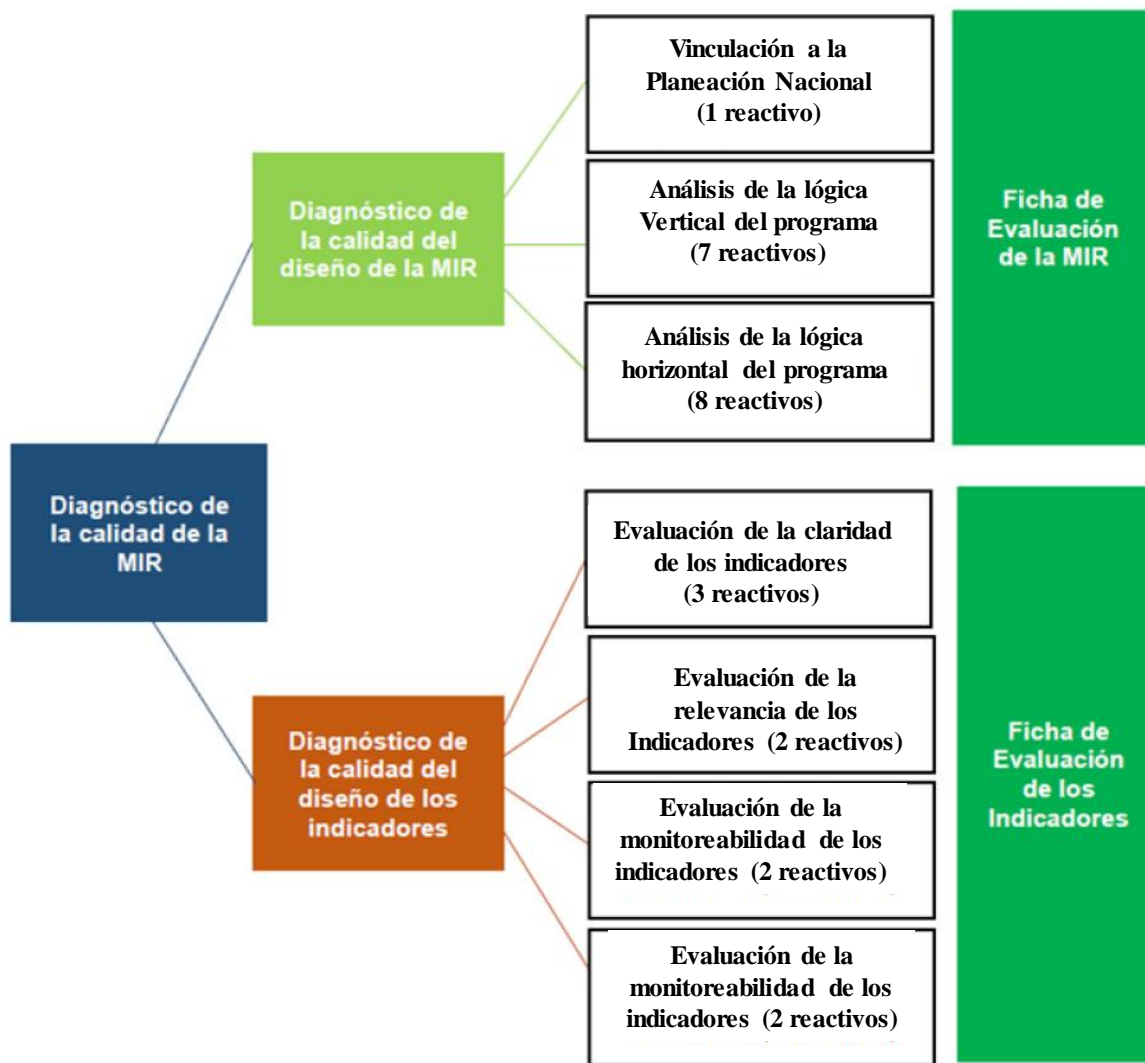 Diagnóstico de
la calidad de la
MIR
Diagnóstico de
la calidad del
diseño de la MIR
Vinculación a la
Planeación Nacional
(1 reactivo)
Análisis de la lógica
Vertical del programa
(7 reactivos)
Análisis de la lógica
horizontal del programa
(8 reactivos)
Ficha de
Evaluación
de la MIR
Diagnóstico de
la calidad del
diseño de los
indicadores
Evaluación de la claridad
de los indicadores
(3 reactivos)
Evaluación de la
relevancia de los
Indicadores (2 reactivos)
Evaluación de la
monitoreabilidad de los
indicadores (2 reactivos)
Evaluación de la
monitoreabilidad de los
indicadores (2 reactivos)
Ficha de
Evaluación
de los
Indicadores